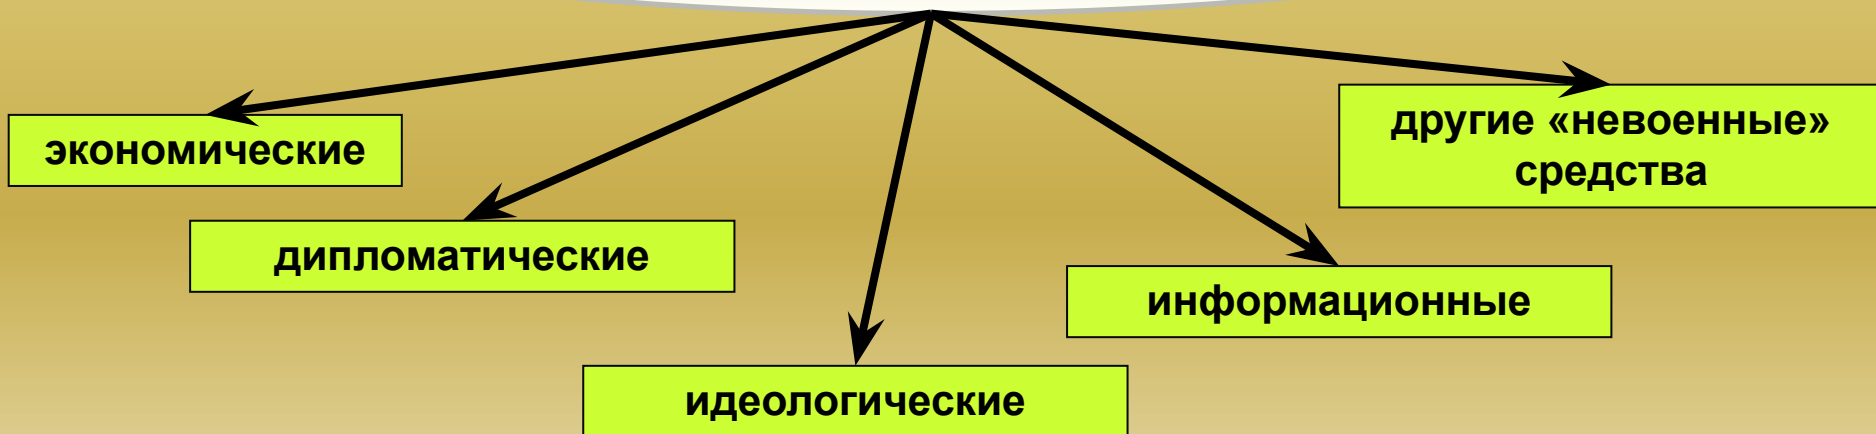 экономические
дипломатические
идеологические
информационные
другие «невоенные»
средства